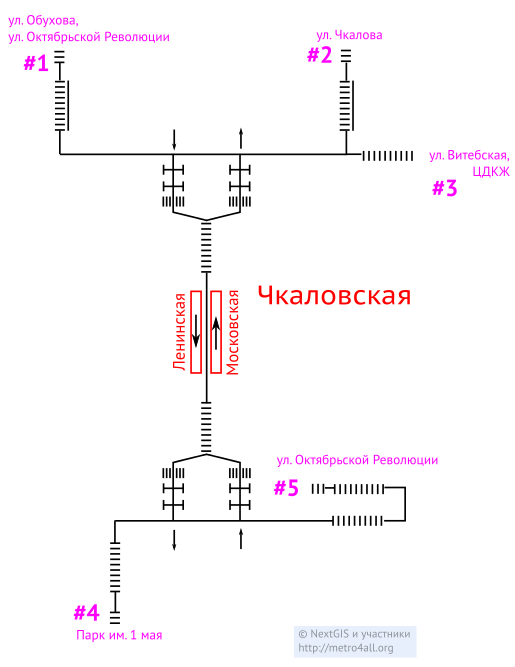 ул. Обухова,
ул. Октябрьской Революции
#1
ул. Чкалова
#2
ул. Витебская,
ЦДКЖ
#3
Чкаловская
Ленинская
Московская
ул. Октябрьской Революции
#5
#4
Парк им. 1 мая
© NextGIS и участники
http://metro4all.org